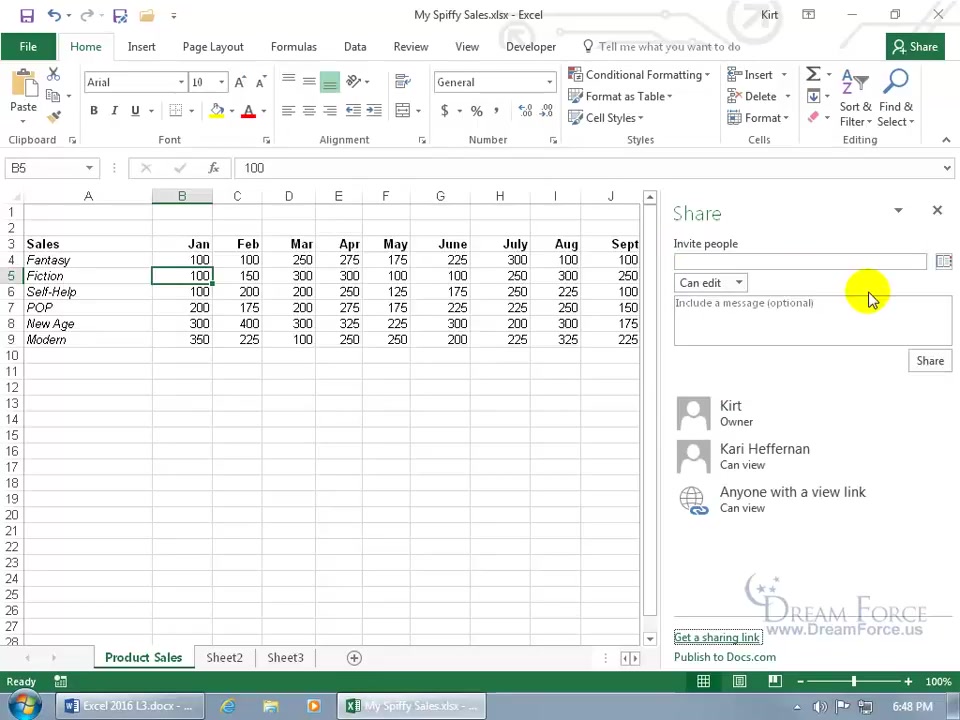 My Spiffy Sales.xlsx - Excel
Kirt
File Home Insert Page Layout Formulas Data Review View Developer Tell me what you want to do Share
Paste
Arial 10 A A
General
B I U A
$ % , .00
Conditional Formatting
Format as Table
Cell Styles
Insert
Delete
Format
Sort & Filter
Find & Select
Clipboard Font Alignment Number Styles Cells Editing
B5 fx 100
A B C D E F G H I J
1
2
3 Sales Jan Feb Mar Apr May June July Aug Sept
4 Fantasy 100 100 250 275 175 225 300 100 100
5 Fiction 100 150 300 300 100 100 250 300 250
6 Self-Help 100 200 200 250 125 175 250 225 100
7 POP 200 175 275 275 175 225 225 250 150
8 New Age 300 400 300 325 225 300 200 300 175
9 Modern 350 225 100 250 250 200 225 325 225
10
11
12
13
14
15
16
17
18
19
20
21
22
23
24
25
26
27
28
Share
Invite people
Can edit
Include a message (optional)
Share
Kirt
Owner
Kari Heffernan
Can view
Anyone with a view link
Can view
DREAM FORCE
www.DreamForce.us
Get a sharing link
Publish to Docs.com
Product Sales Sheet2 Sheet3
Ready 100%
Excel 2016 L3.docx - ... My Spiffy Sales.xlsx - ... 6:48 PM